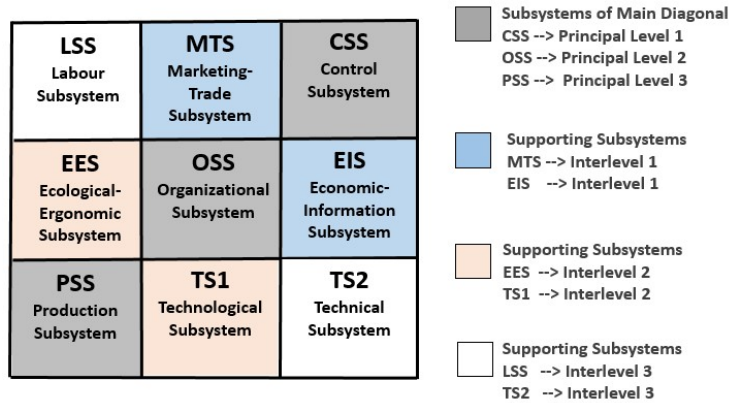 LSS
Labour
Subsystem
MTS
Marketing-
Trade
Subsystem
CSS
Control
Subsystem
EES
Ecological-
Ergonomic
Subsystem
OSS
Organizational
Subsystem
EIS
Economic-
Information
Subsystem
PSS
Production
Subsystem
TS1
Technological
Subsystem
TS2
Technical
Subsystem
Subsystems of Main Diagonal
CSS --> Principal Level 1
OSS --> Principal Level 2
PSS --> Principal Level 3
Supporting Subsystems
MTS --> Interlevel 1
EIS --> Interlevel 1
Supporting Subsystems
EES --> Interlevel 2
TS1 --> Interlevel 2
Supporting Subsystems
LSS --> Interlevel 3
TS2 --> Interlevel 3